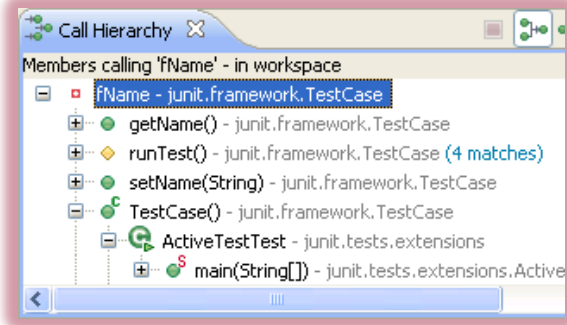 Call Hierarchy
Members calling 'fName' - in workspace
fName - junit.framework.TestCase
getName() - junit.framework.TestCase
runTest() - junit.framework.TestCase (4 matches)
setName(String) - junit.framework.TestCase
C TestCase() - junit.framework.TestCase
ActiveTestTest - junit.tests.extensions
S main(String[]) - junit.tests.extensions.Active